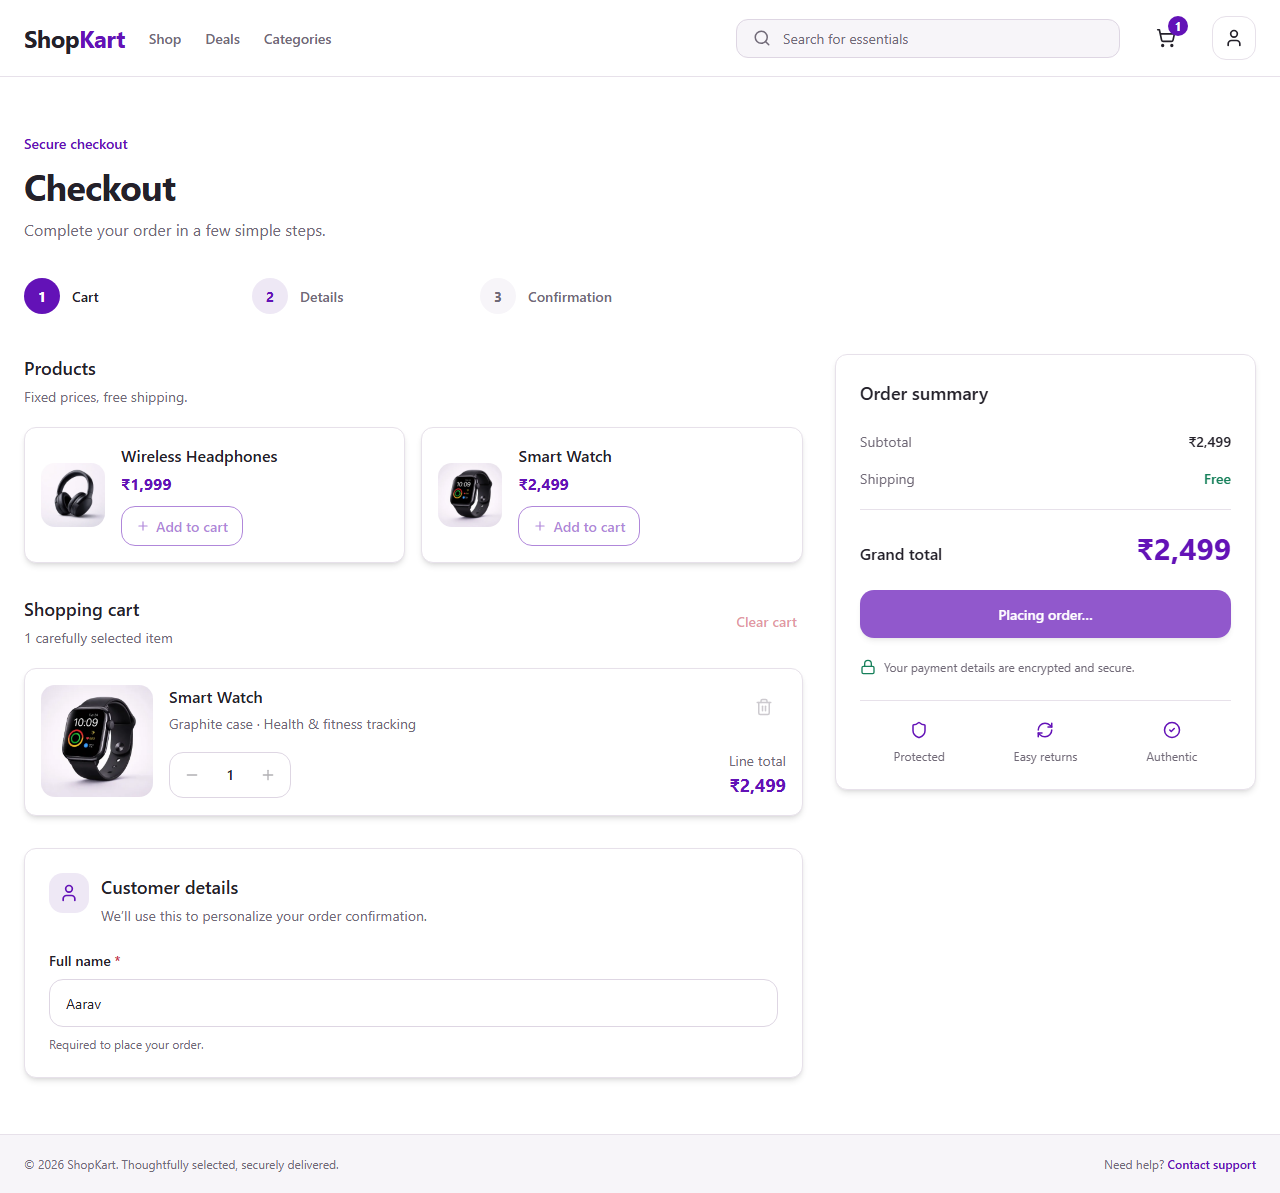 ShopKart
Shop
Deals
Categories
Search for essentials
1
Secure checkout
Checkout
Complete your order in a few simple steps.
1 Cart
2 Details
3 Confirmation
Products
Fixed prices, free shipping.
Wireless Headphones
₹1,999
+ Add to cart
Smart Watch
₹2,499
+ Add to cart
Shopping cart
1 carefully selected item
Clear cart
10:09
Smart Watch
Graphite case · Health & fitness tracking
− 1 +
Line total
₹2,499
Customer details
We'll use this to personalize your order confirmation.
Full name *
Aarav
Required to place your order.
Order summary
Subtotal ₹2,499
Shipping Free
Grand total ₹2,499
Placing order...
Your payment details are encrypted and secure.
Protected
Easy returns
Authentic
© 2026 ShopKart. Thoughtfully selected, securely delivered.
Need help? Contact support